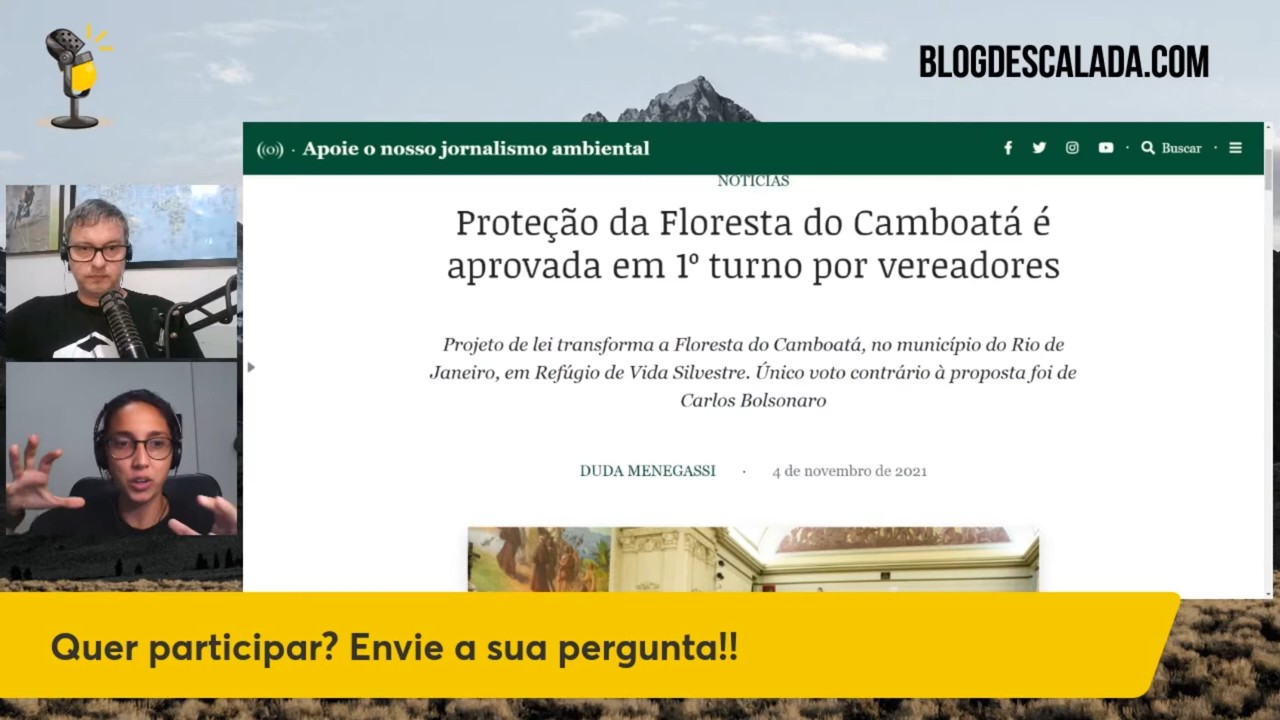 BLOGDESCALADA.COM
((o)) · Apoie o nosso jornalismo ambiental
Buscar
NOTÍCIAS
Proteção da Floresta do Camboatá é
aprovada em 1º turno por vereadores
Projeto de lei transforma a Floresta do Camboatá, no município do Rio de
Janeiro, em Refúgio de Vida Silvestre. Único voto contrário à proposta foi de
Carlos Bolsonaro
DUDA MENEGASSI · 4 de novembro de 2021
Quer participar? Envie a sua pergunta!!